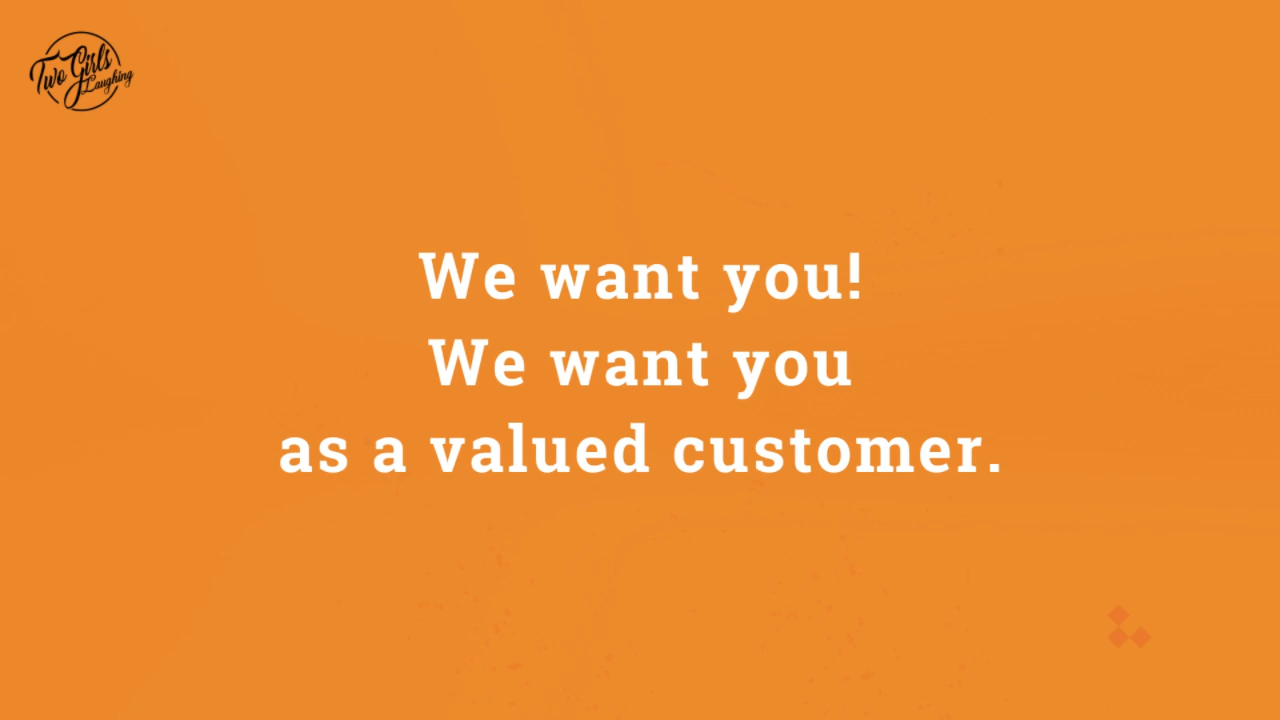 Two Girls
Laughing
We want you!
We want you
as a valued customer.